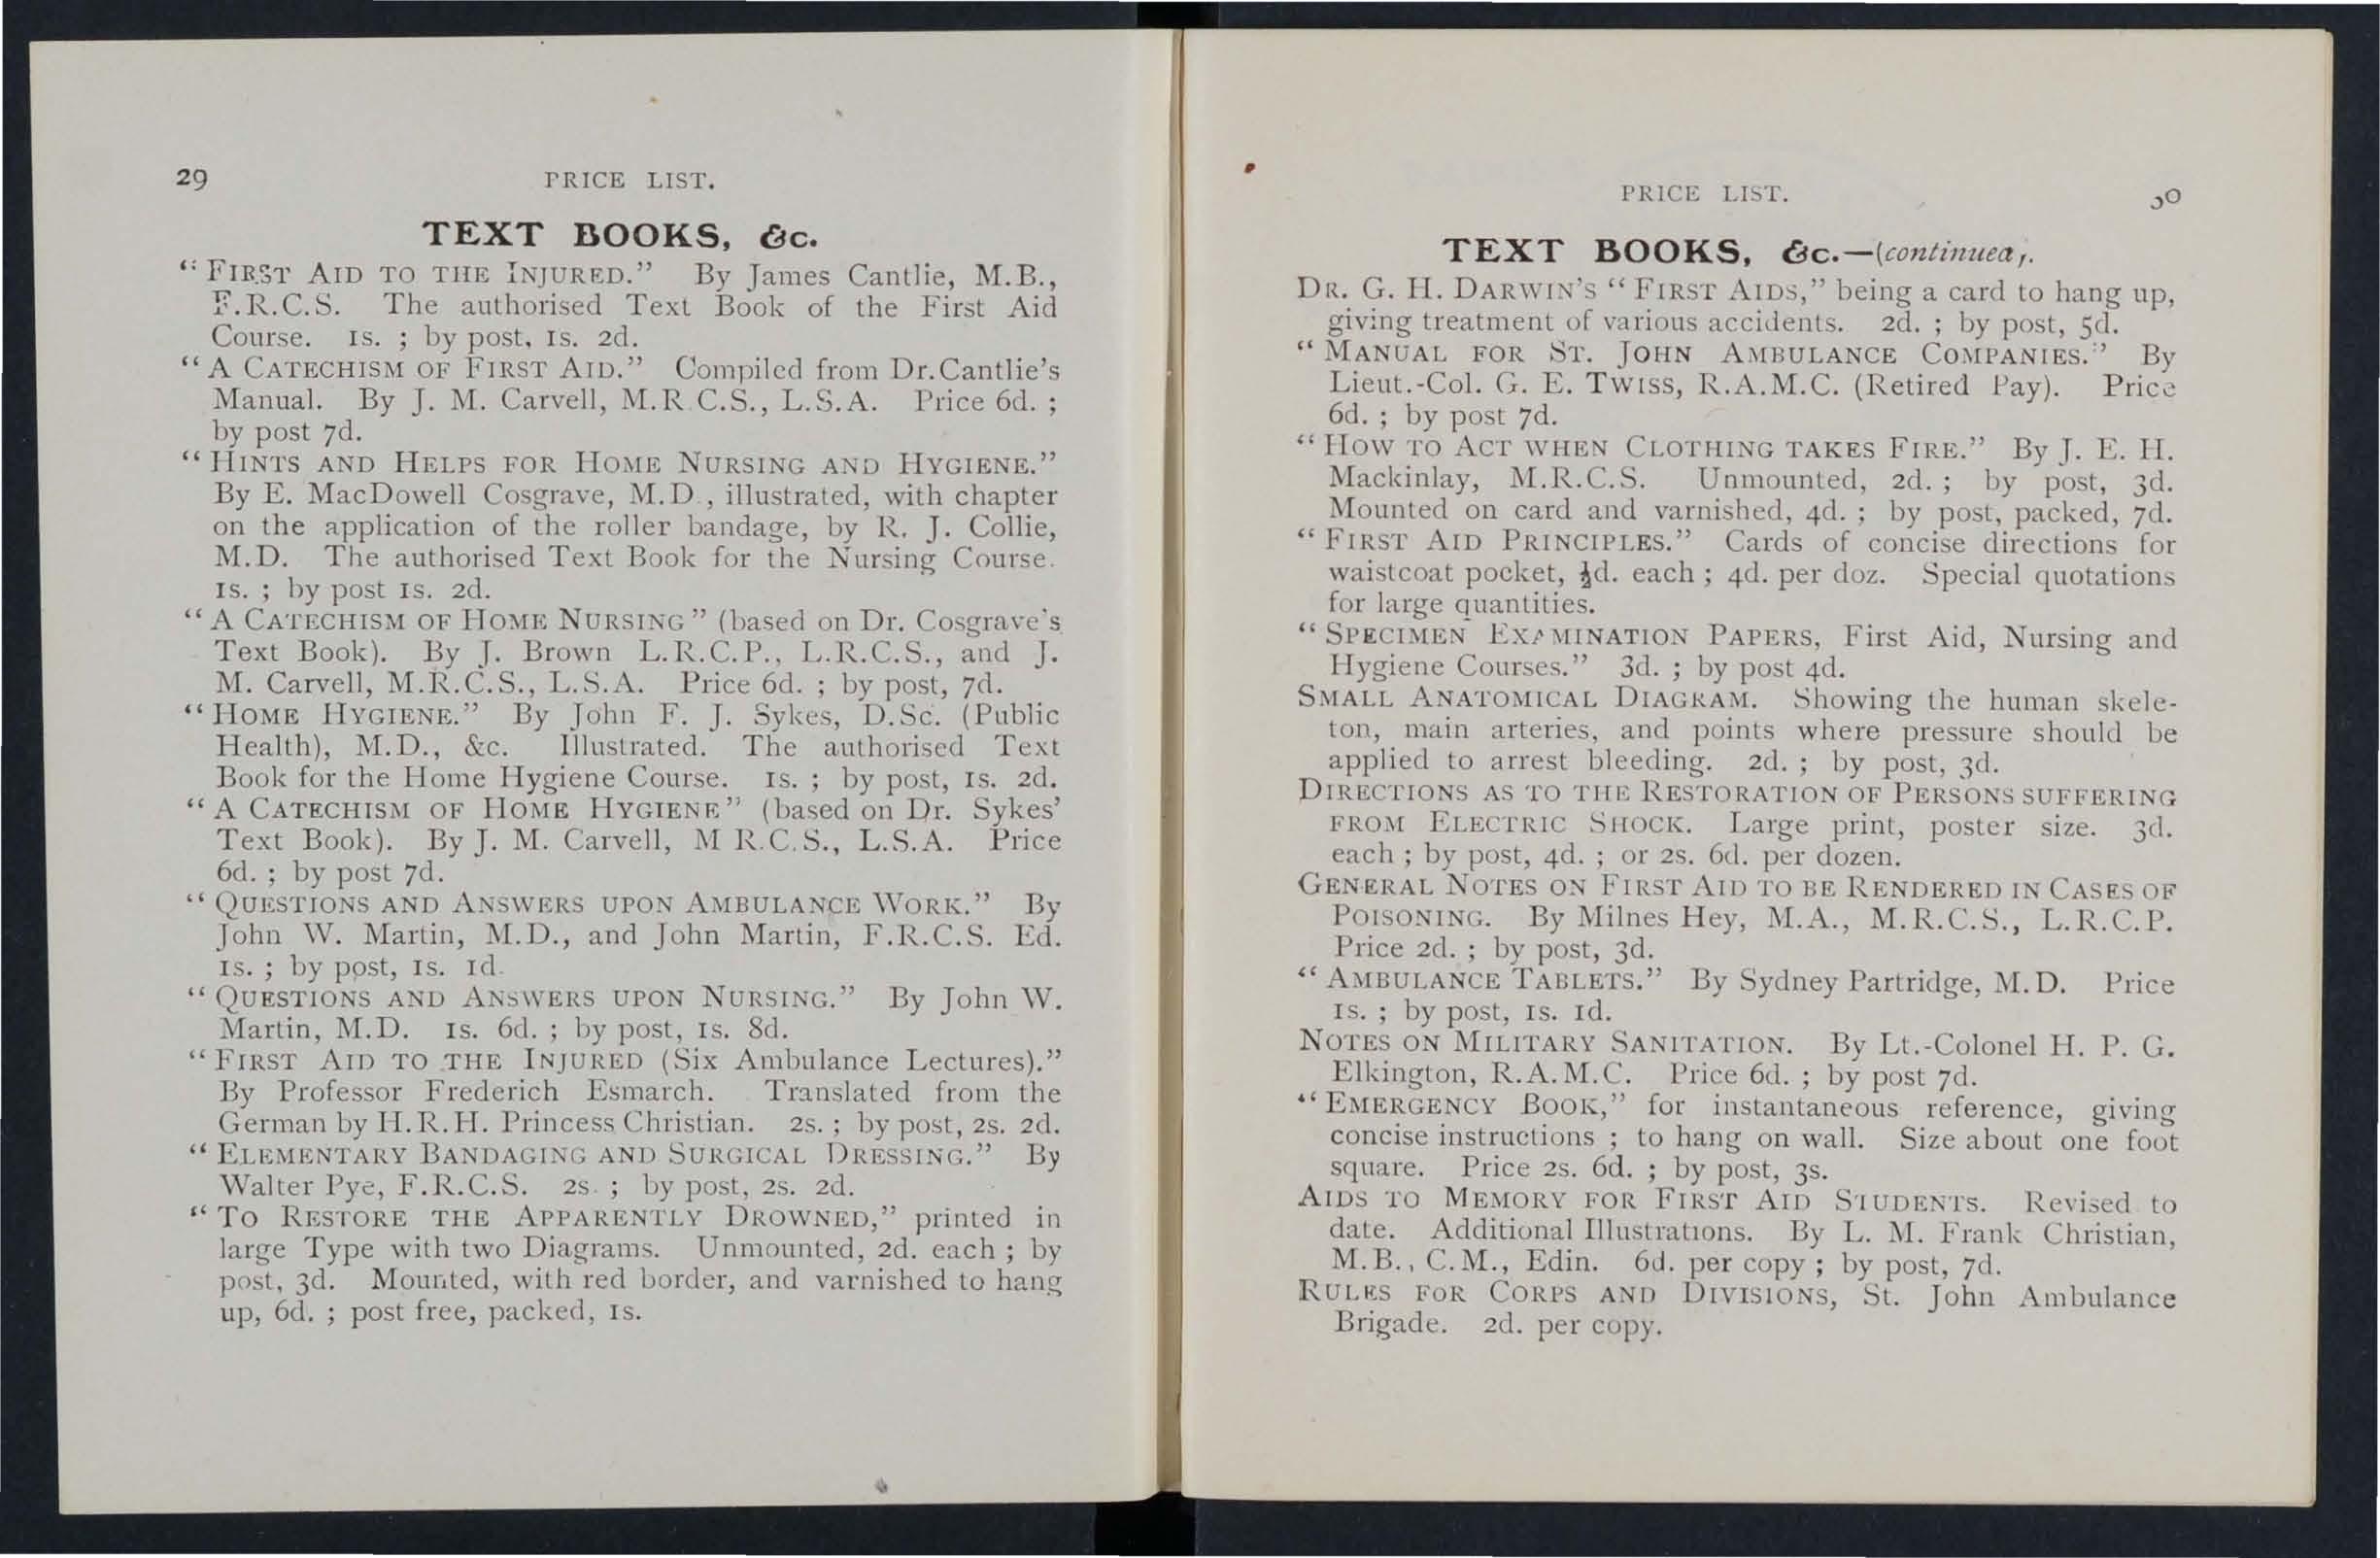 29
PRICE LIST.
TEXT BOOKS, &c.
“ FIRST AID TO THE INJURED.” By James Cantlie, M.B.,
F.R.C.S. The authorised Text Book of the First Aid
Course. 1s. ; by post, 1s. 2d.
“ A CATECHISM OF FIRST AID.” Compiled from Dr.Cantlie's
Manual. By J. M. Carvell, M.R.C.S., L.S.A. Price 6d. ;
by post 7d.
“ HINTS AND HELPS FOR HOME NURSING AND HYGIENE.”
By E. MacDowell Cosgrave, M.D., illustrated, with chapter
on the application of the roller bandage, by R. J. Collie,
M.D. The authorised Text Book for the Nursing Course.
1s. ; by post 1s. 2d.
“ A CATECHISM OF HOME NURSING ” (based on Dr. Cosgrave's
Text Book). By J. Brown L.R.C.P., L.R.C.S., and J.
M. Carvell, M.R.C.S., L.S.A. Price 6d. ; by post, 7d.
“ HOME HYGIENE.” By John F. J. Sykes, D.Sc. (Public
Health), M.D., &c. Illustrated. The authorised Text
Book for the Home Hygiene Course. 1s. ; by post, 1s. 2d.
“ A CATECHISM OF HOME HYGIENE” (based on Dr. Sykes'
Text Book). By J. M. Carvell, M R.C.S., L.S.A. Price
6d. ; by post 7d.
“ QUESTIONS AND ANSWERS UPON AMBULANCE WORK.” By
John W. Martin, M.D., and John Martin, F.R.C.S. Ed.
1s. ; by post, 1s. 1d.
“ QUESTIONS AND ANSWERS UPON NURSING.” By John W.
Martin, M.D. 1s. 6d. ; by post, 1s. 8d.
“ FIRST AID TO THE INJURED (Six Ambulance Lectures).”
By Professor Frederich Esmarch. Translated from the
German by H.R.H. Princess Christian. 2s. ; by post, 2s. 2d.
“ ELEMENTARY BANDAGING AND SURGICAL DRESSING.” By
Walter Pye, F.R.C.S. 2s. ; by post, 2s. 2d.
“ TO RESTORE THE APPARENTLY DROWNED,” printed in
large Type with two Diagrams. Unmounted, 2d. each ; by
post, 3d. Mounted, with red border, and varnished to hang
up, 6d. ; post free, packed, 1s.
PRICE LIST.
30
TEXT BOOKS, &c.—(continued).
DR. G. H. DARWIN'S “ FIRST AIDS,” being a card to hang up,
giving treatment of various accidents. 2d. ; by post, 5d.
“ MANUAL FOR ST. JOHN AMBULANCE COMPANIES.” By
Lieut.-Col. G. E. TWISS, R.A.M.C. (Retired Pay). Price
6d. ; by post 7d.
“ HOW TO ACT WHEN CLOTHING TAKES FIRE.” By J. E. H.
Mackinlay, M.R.C.S. Unmounted, 2d. ; by post, 3d.
Mounted on card and varnished, 4d. ; by post, packed, 7d.
“ FIRST AID PRINCIPLES.” Cards of concise directions for
waistcoat pocket, ½d. each ; 4d. per doz. Special quotations
for large quantities.
“ SPECIMEN EXAMINATION PAPERS, First Aid, Nursing and
Hygiene Courses.” 3d. ; by post 4d.
SMALL ANATOMICAL DIAGRAM. Showing the human skele-
ton, main arteries, and points where pressure should be
applied to arrest bleeding. 2d. ; by post, 3d.
DIRECTIONS AS TO THE RESTORATION OF PERSONS SUFFERING
FROM ELECTRIC SHOCK. Large print, poster size. 3d.
each ; by post, 4d. ; or 2s. 6d. per dozen.
GENERAL NOTES ON FIRST AID TO BE RENDERED IN CASES OF
POISONING. By Milnes Hey, M.A., M.R.C.S., L.R.C.P.
Price 2d. ; by post, 3d.
“ AMBULANCE TABLETS.” By Sydney Partridge, M.D. Price
1s. ; by post, 1s. 1d.
NOTES ON MILITARY SANITATION. By Lt.-Colonel H. P. G.
Elkington, R.A.M.C. Price 6d. ; by post 7d.
“ EMERGENCY BOOK,” for instantaneous reference, giving
concise instructions ; to hang on wall. Size about one foot
square. Price 2s. 6d. ; by post, 3s.
AIDS TO MEMORY FOR FIRST AID STUDENTS. Revised to
date. Additional Illustrations. By L. M. Frank Christian,
M.B., C.M., Edin. 6d. per copy ; by post, 7d.
RULES FOR CORPS AND DIVISIONS, St. John Ambulance
Brigade. 2d. per copy.